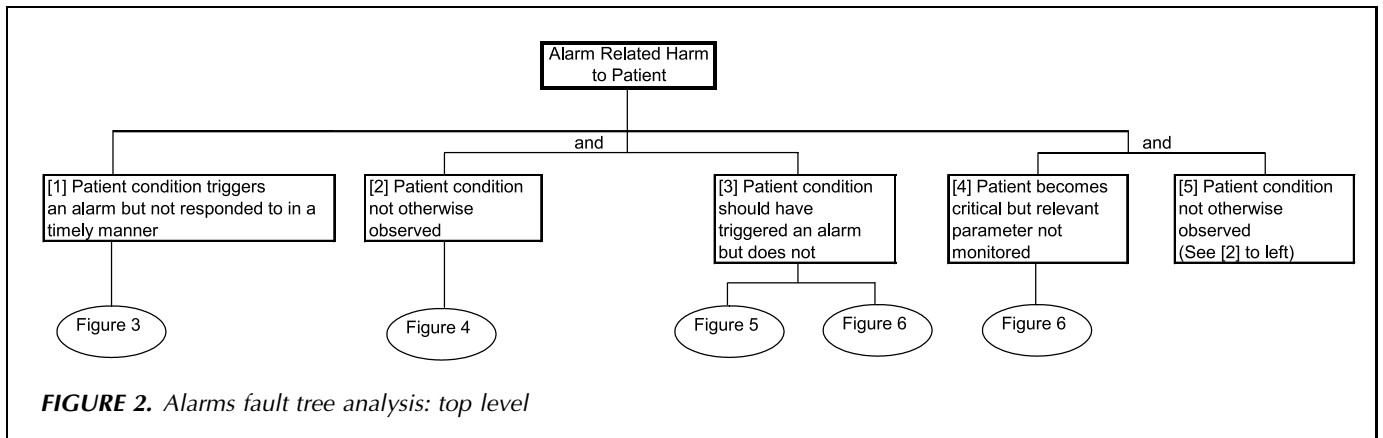 Alarm Related Harm
to Patient
and
and
[1] Patient condition triggers
an alarm but not responded to in a
timely manner
[2] Patient condition
not otherwise
observed
[3] Patient condition
should have
triggered an alarm
but does not
[4] Patient becomes
critical but relevant
parameter not
monitored
[5] Patient condition
not otherwise
observed
(See [2] to left)
Figure 3
Figure 4
Figure 5
Figure 6
Figure 6
FIGURE 2. Alarms fault tree analysis: top level